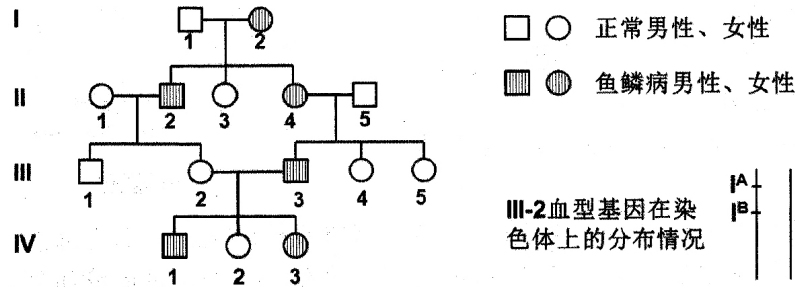 I
1 2
正常男性、女性
鱼鳞病男性、女性
II
1 2 3 4 5
III
1 2 3 4 5
III-2血型基因在染
色体上的分布情况
IA
IB
IV
1 2 3